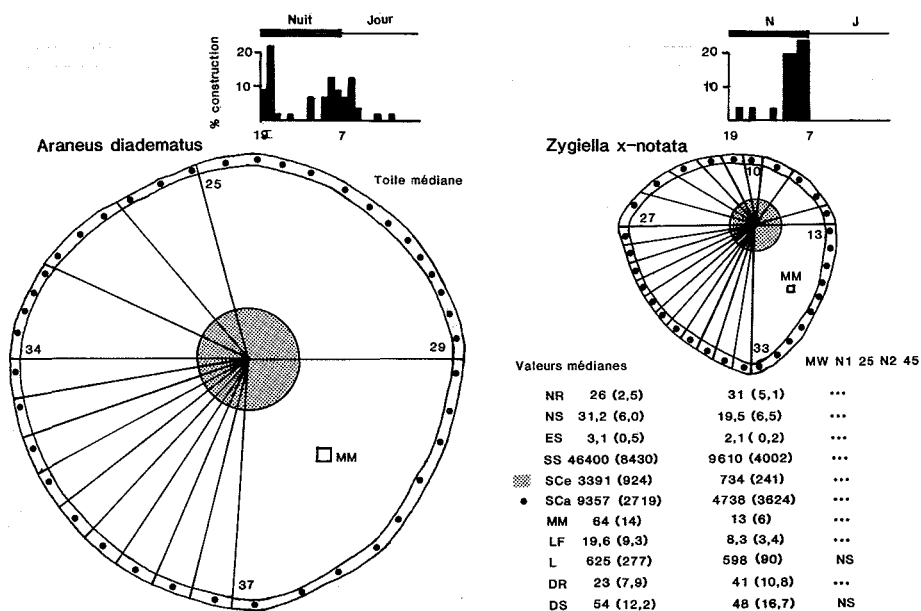 Nuit Jour
20
10
% construction
19 7
N J
20
10
19 7
Araneus diadematus
Toile médiane
25
34
29
37
MM
Zygiella x-notata
10
27
13
33
MM
Valeurs médianes MW N1 25 N2 45
NR 26 (2,5) 31 (5,1) •••
NS 31,2 (6,0) 19,5 (6,5) •••
ES 3,1 (0,5) 2,1 (0,2) •••
SS 46400 (8430) 9610 (4002) •••
SCe 3391 (924) 734 (241) •••
• SCa 9357 (2719) 4738 (3624) •••
MM 64 (14) 13 (6) •••
LF 19,6 (9,3) 8,3 (3,4) •••
L 625 (277) 598 (90) NS
DR 23 (7,9) 41 (10,8) •••
DS 54 (12,2) 48 (16,7) NS